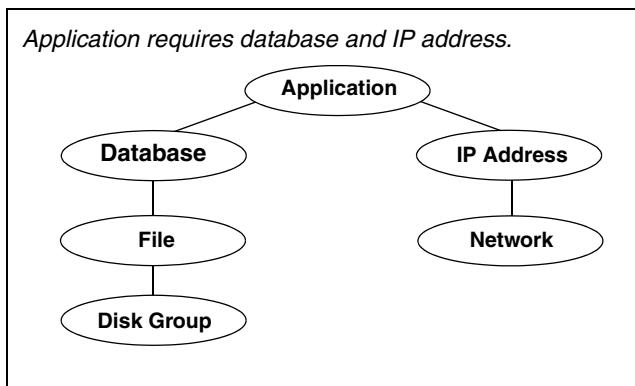 Application requires database and IP address.
Application
Database
IP Address
File
Network
Disk Group